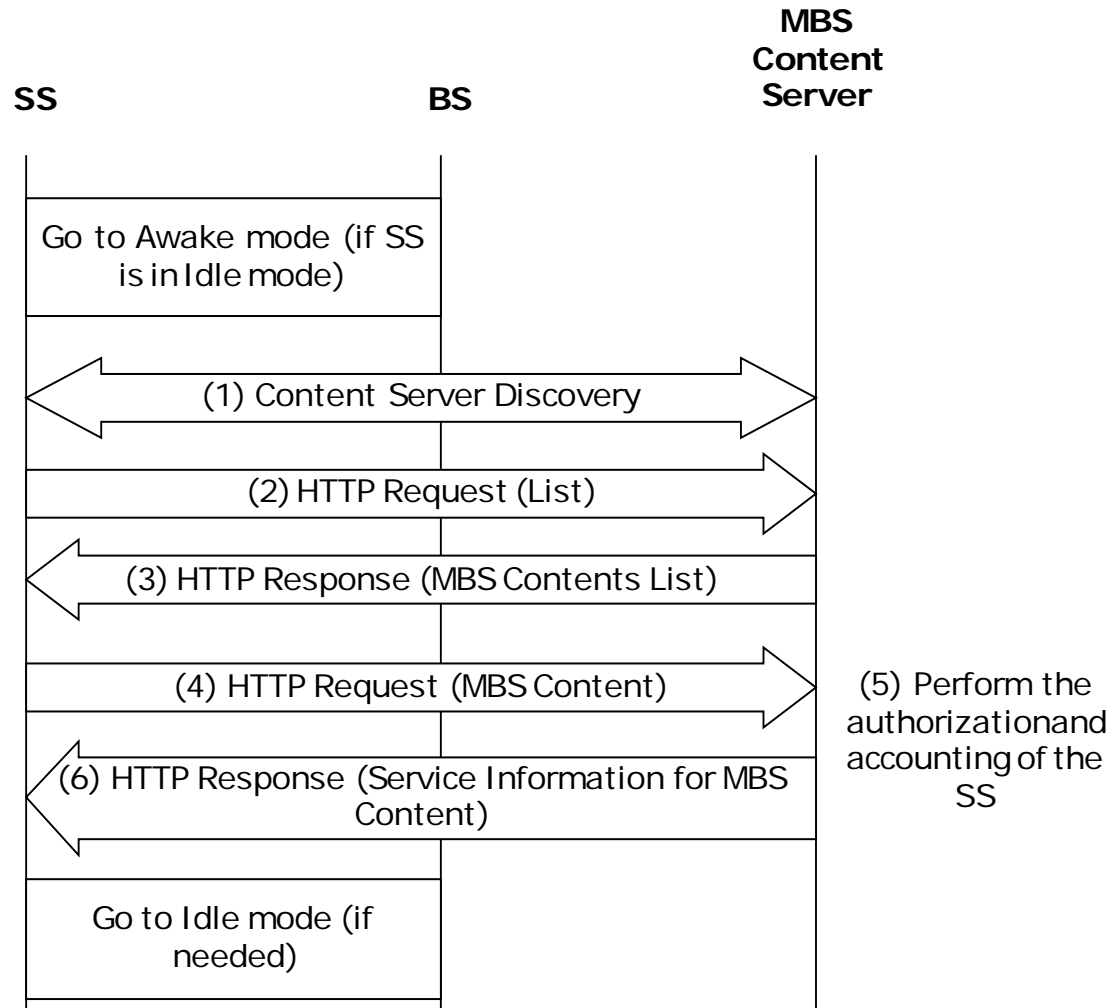 MBS
Content
Server
SS
BS
Go to Awake mode (if SS
is in Idle mode)
(1) Content Server Discovery
(2) HTTP Request (List)
(3) HTTP Response (MBS Contents List)
(4) HTTP Request (MBS Content)
(5) Perform the
authorizationand
accounting of the
SS
(6) HTTP Response (Service Information for MBS
Content)
Go to Idle mode (if
needed)